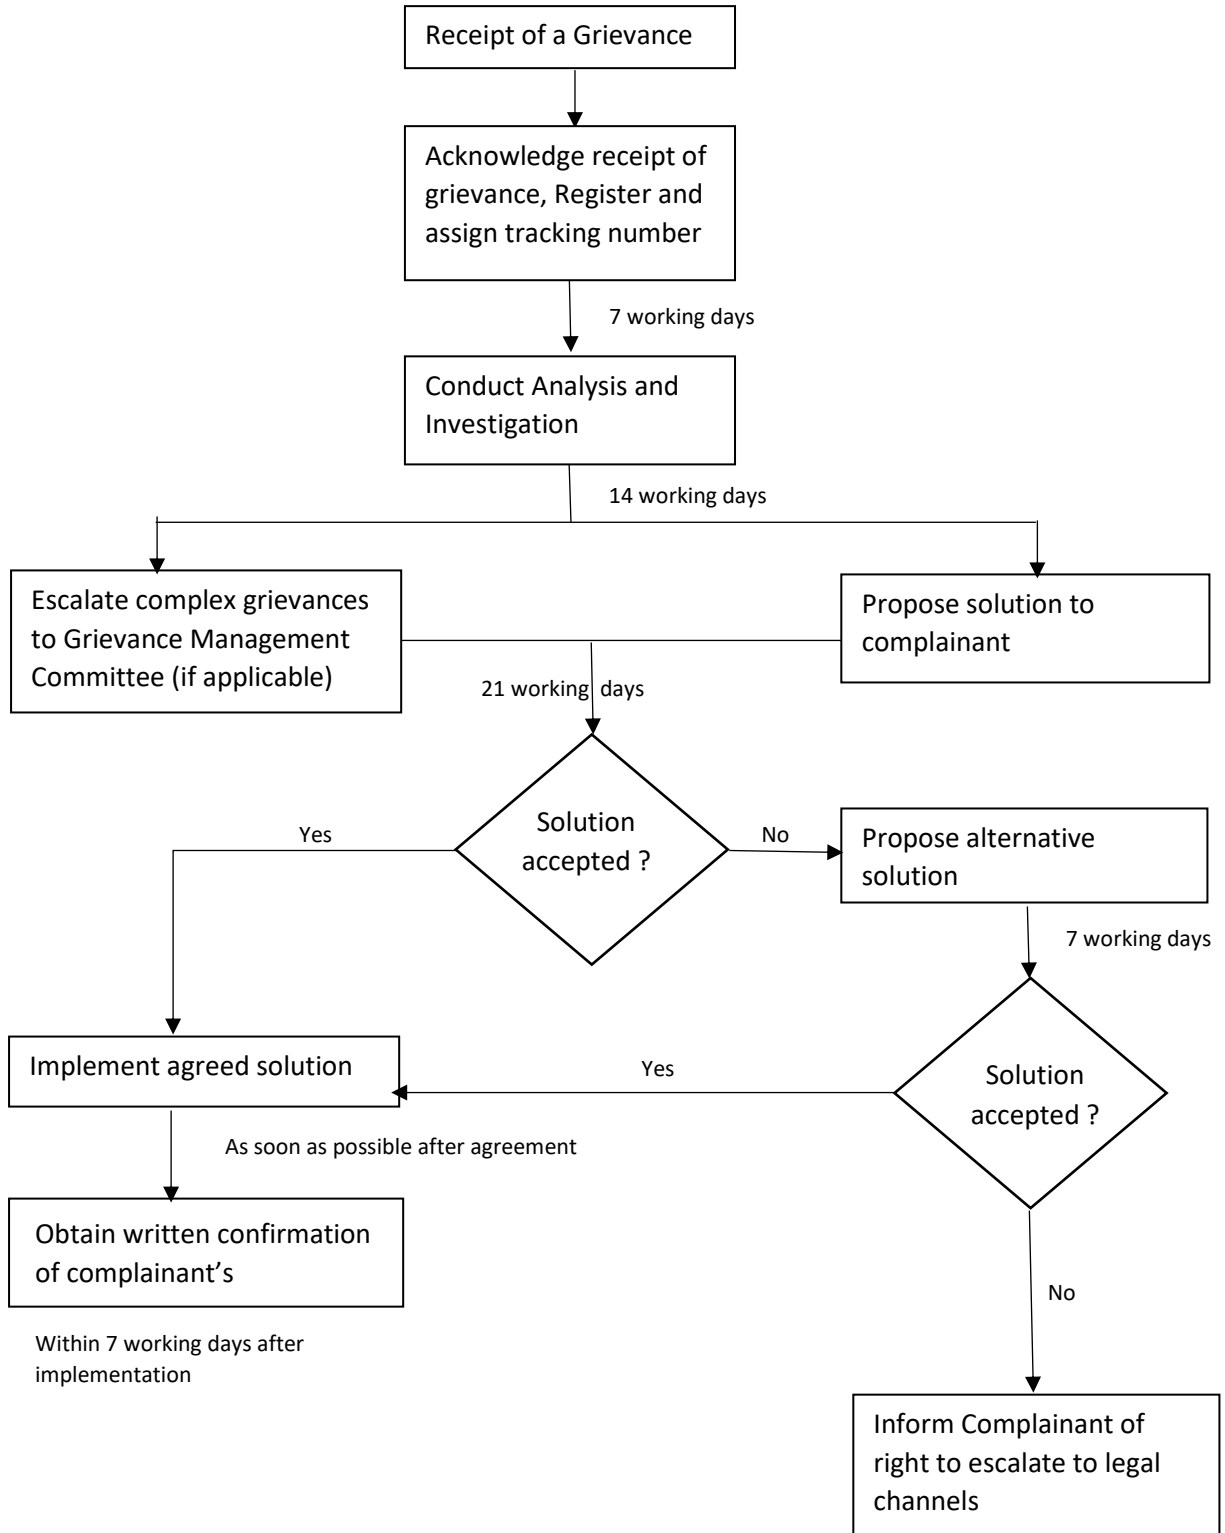 Receipt of a Grievance
Acknowledge receipt of
grievance, Register and
assign tracking number
7 working days
Conduct Analysis and
Investigation
14 working days
Escalate complex grievances
to Grievance Management
Committee (if applicable)
Propose solution to
complainant
21 working days
Solution
accepted ?
Yes
No
Propose alternative
solution
7 working days
Implement agreed solution
Yes
Solution
accepted ?
As soon as possible after agreement
Obtain written confirmation
of complainant’s
Within 7 working days after
implementation
No
Inform Complainant of
right to escalate to legal
channels